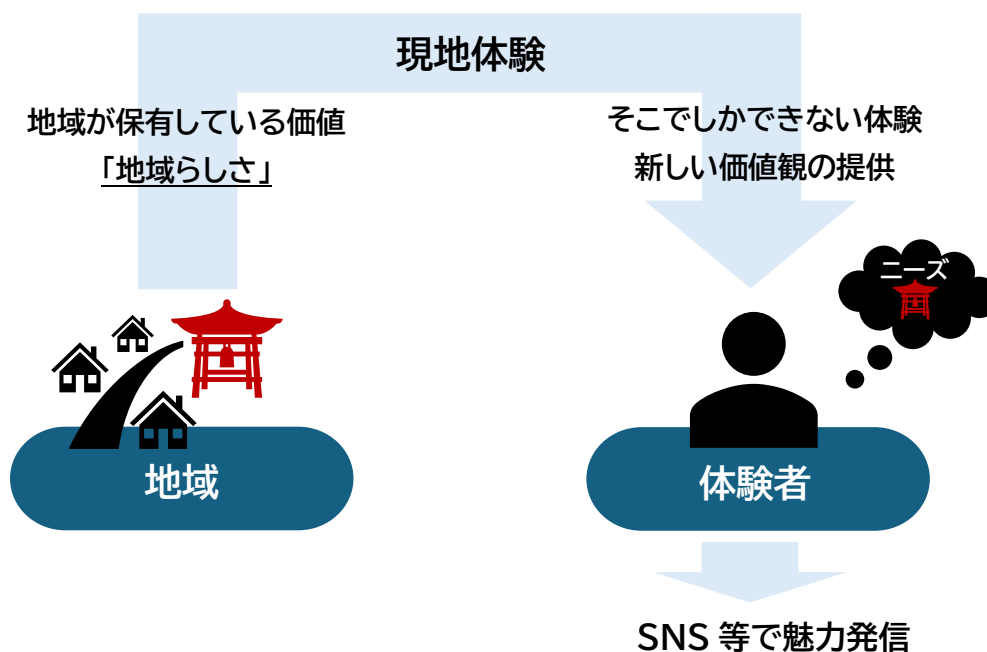 現地体験
地域が保有している価値
「地域らしさ」
そこでしかできない体験
新しい価値観の提供
ニーズ
地域
体験者
SNS 等で魅力発信